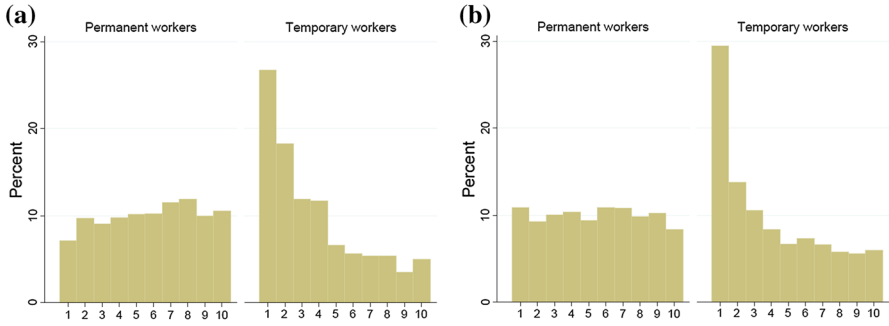 (a)
Permanent workers
Temporary workers
Percent
30
20
10
0
1 2 3 4 5 6 7 8 9 10
1 2 3 4 5 6 7 8 9 10
(b)
Permanent workers
Temporary workers
Percent
30
20
10
0
1 2 3 4 5 6 7 8 9 10
1 2 3 4 5 6 7 8 9 10